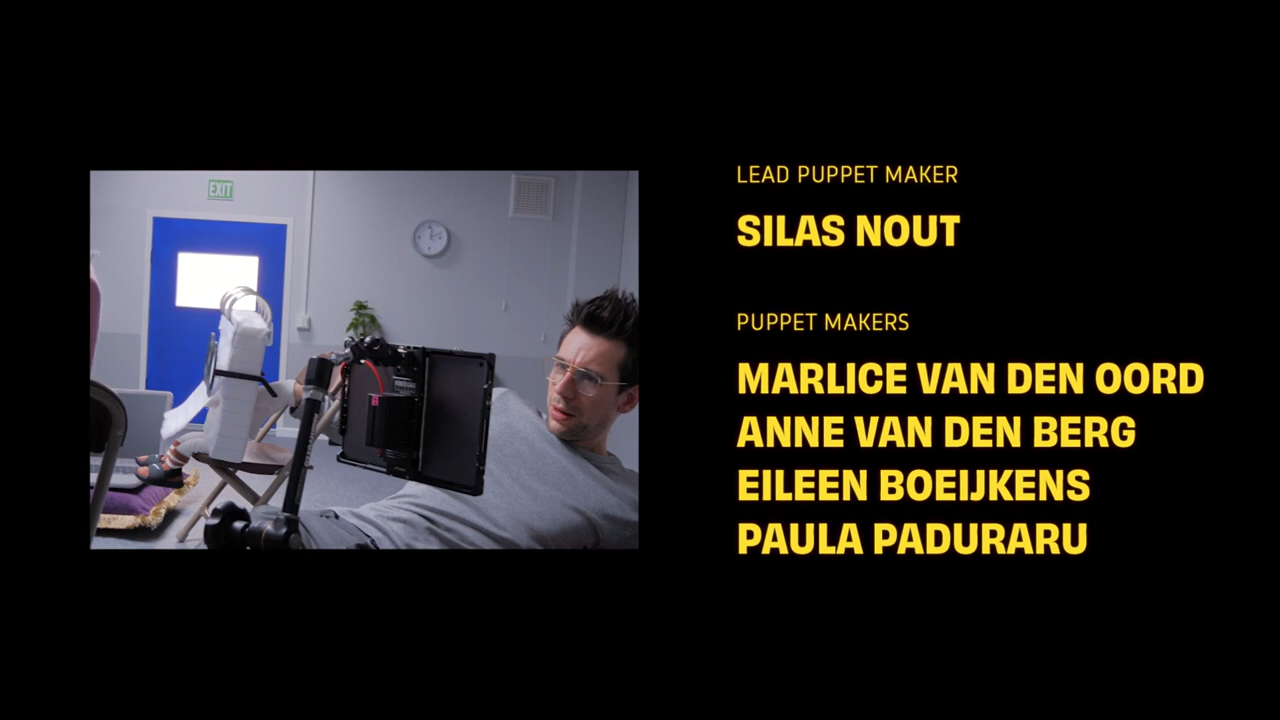 EXIT
LEAD PUPPET MAKER
SILAS NOUT
PUPPET MAKERS
MARLICE VAN DEN OORD
ANNE VAN DEN BERG
EILEEN BOEIJKENS
PAULA PADURARU